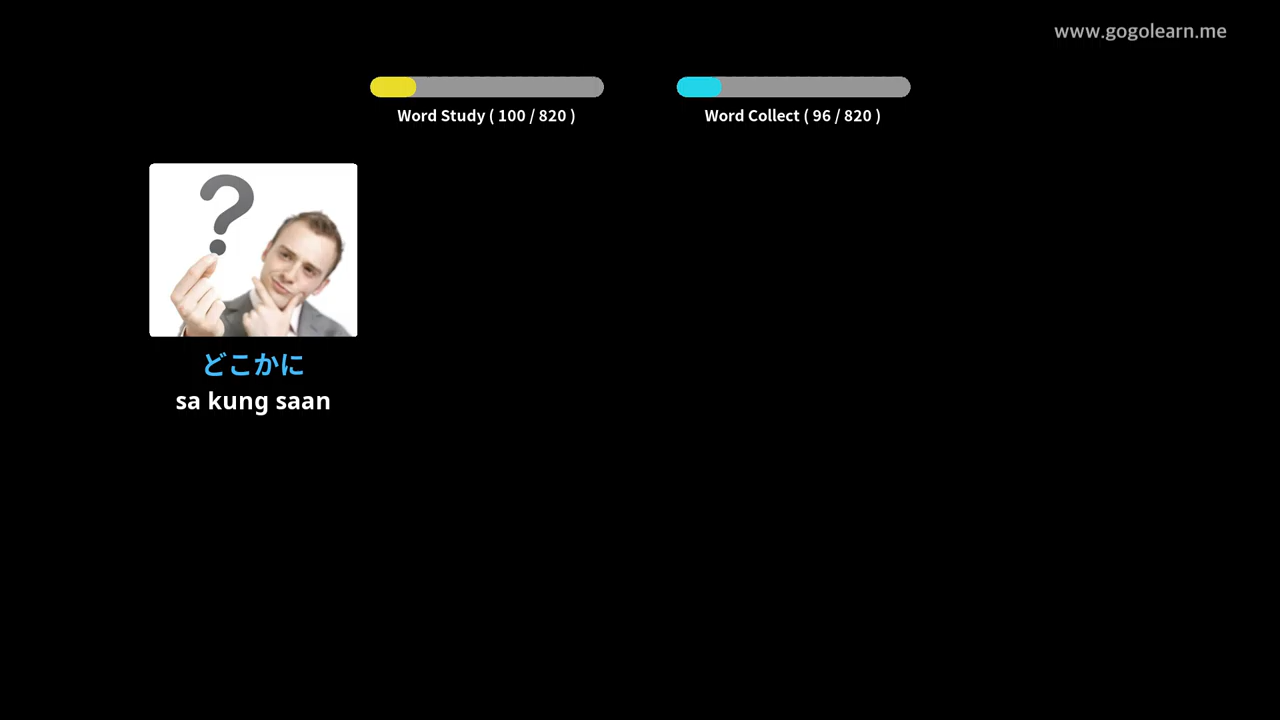 www.gogolearn.me
Word Study ( 100 / 820 )
Word Collect ( 96 / 820 )
?
どこかに
sa kung saan